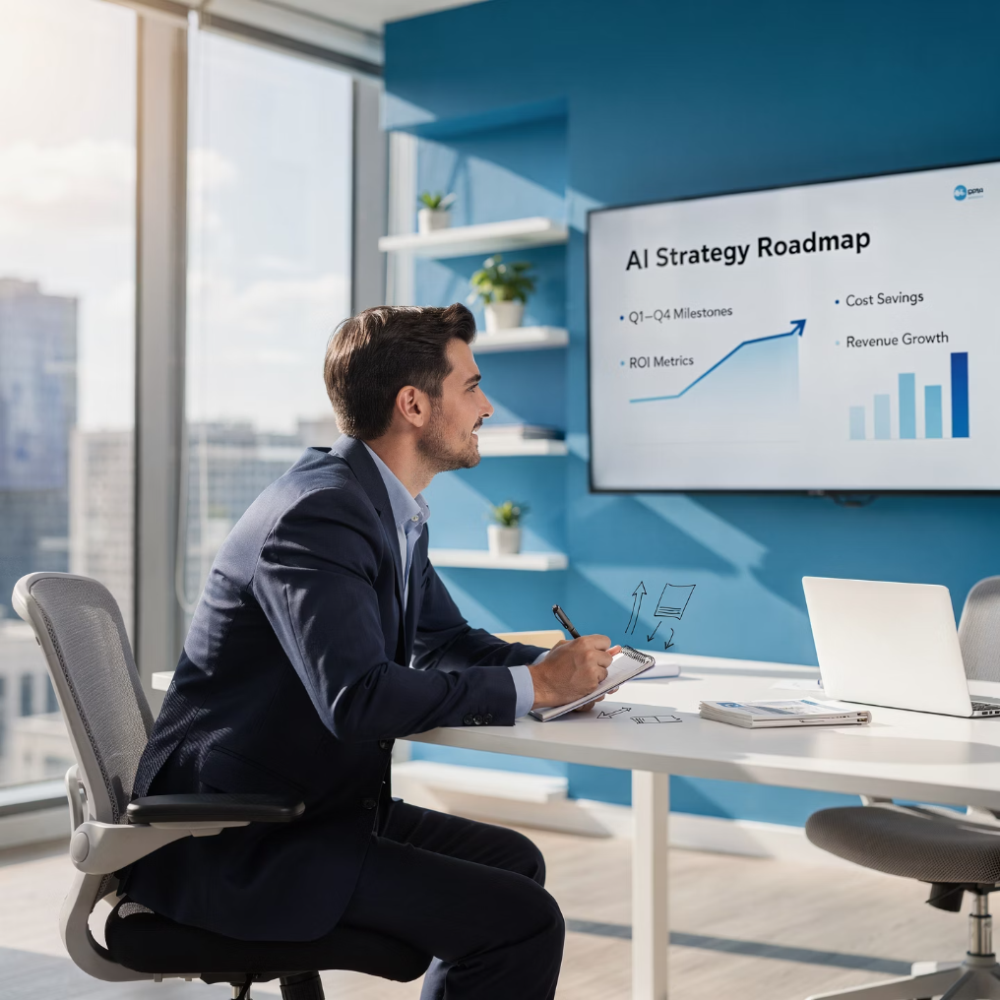 AI Strategy Roadmap
• Q1–Q4 Milestones
• ROI Metrics
• Cost Savings
• Revenue Growth